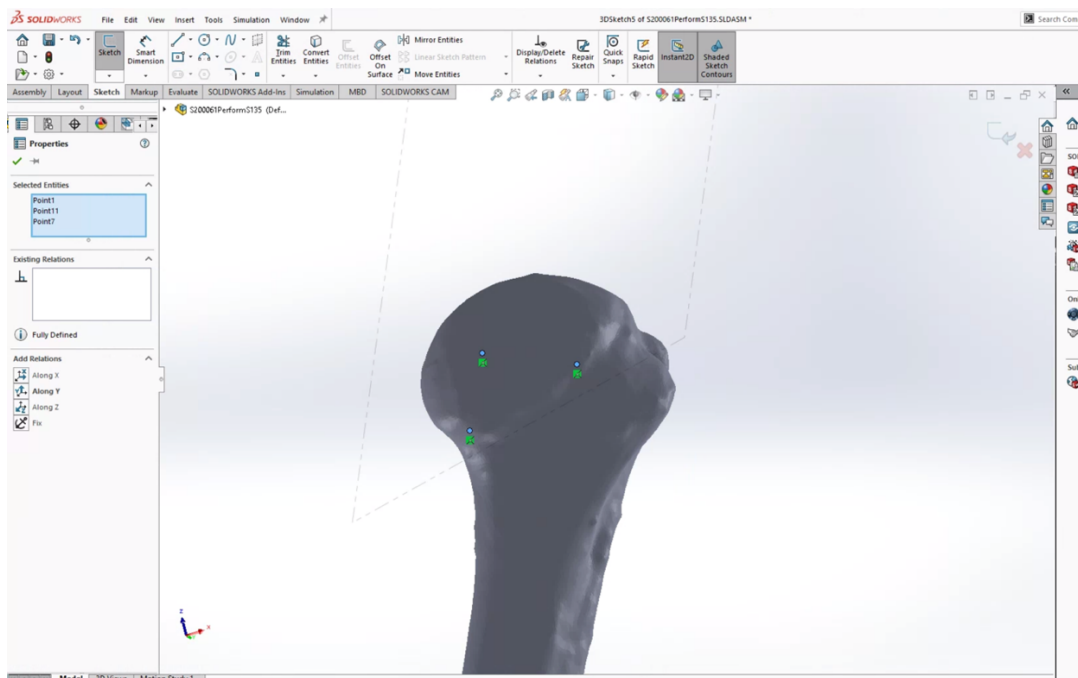 SOLIDWORKS File Edit View Insert Tools Simulation Window 3DSketch5 of S200061PerformS135.SLDASM * Search Com
Sketch Smart Dimension Trim Entities Convert Entities Offset Entities Offset On Surface Mirror Entities Linear Sketch Pattern Move Entities Display/Delete Relations Repair Sketch Quick Snaps Rapid Sketch Instant2D Shaded Sketch Contours
Assembly Layout Sketch Markup Evaluate SOLIDWORKS Add-Ins Simulation MBD SOLIDWORKS CAM
S200061PerformS135 (Def...
Properties
Selected Entities
Point1
Point11
Point7
Existing Relations
Fully Defined
Add Relations
Along X
Along Y
Along Z
Fix
SO
On
Sul
z
x